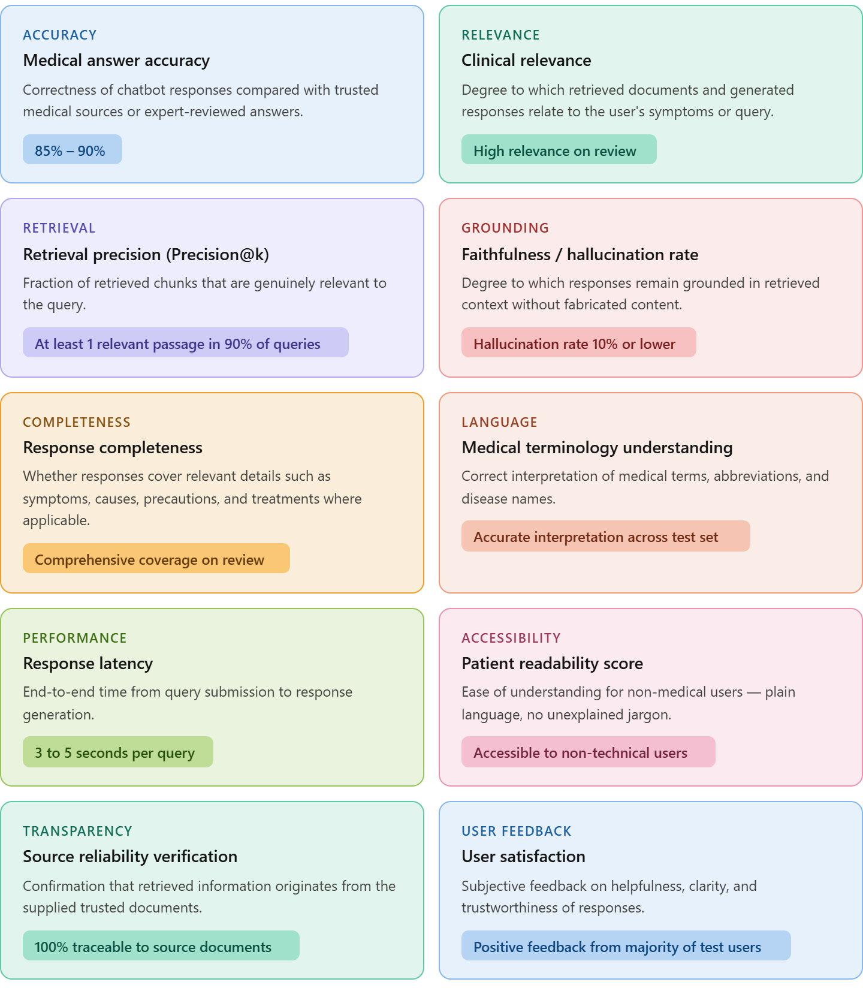 ACCURACY
Medical answer accuracy
Correctness of chatbot responses compared with trusted
medical sources or expert-reviewed answers.
85% – 90%
RELEVANCE
Clinical relevance
Degree to which retrieved documents and generated
responses relate to the user's symptoms or query.
High relevance on review
RETRIEVAL
Retrieval precision (Precision@k)
Fraction of retrieved chunks that are genuinely relevant to
the query.
At least 1 relevant passage in 90% of queries
GROUNDING
Faithfulness / hallucination rate
Degree to which responses remain grounded in retrieved
context without fabricated content.
Hallucination rate 10% or lower
COMPLETENESS
Response completeness
Whether responses cover relevant details such as
symptoms, causes, precautions, and treatments where
applicable.
Comprehensive coverage on review
LANGUAGE
Medical terminology understanding
Correct interpretation of medical terms, abbreviations, and
disease names.
Accurate interpretation across test set
PERFORMANCE
Response latency
End-to-end time from query submission to response
generation.
3 to 5 seconds per query
ACCESSIBILITY
Patient readability score
Ease of understanding for non-medical users — plain
language, no unexplained jargon.
Accessible to non-technical users
TRANSPARENCY
Source reliability verification
Confirmation that retrieved information originates from the
supplied trusted documents.
100% traceable to source documents
USER FEEDBACK
User satisfaction
Subjective feedback on helpfulness, clarity, and
trustworthiness of responses.
Positive feedback from majority of test users